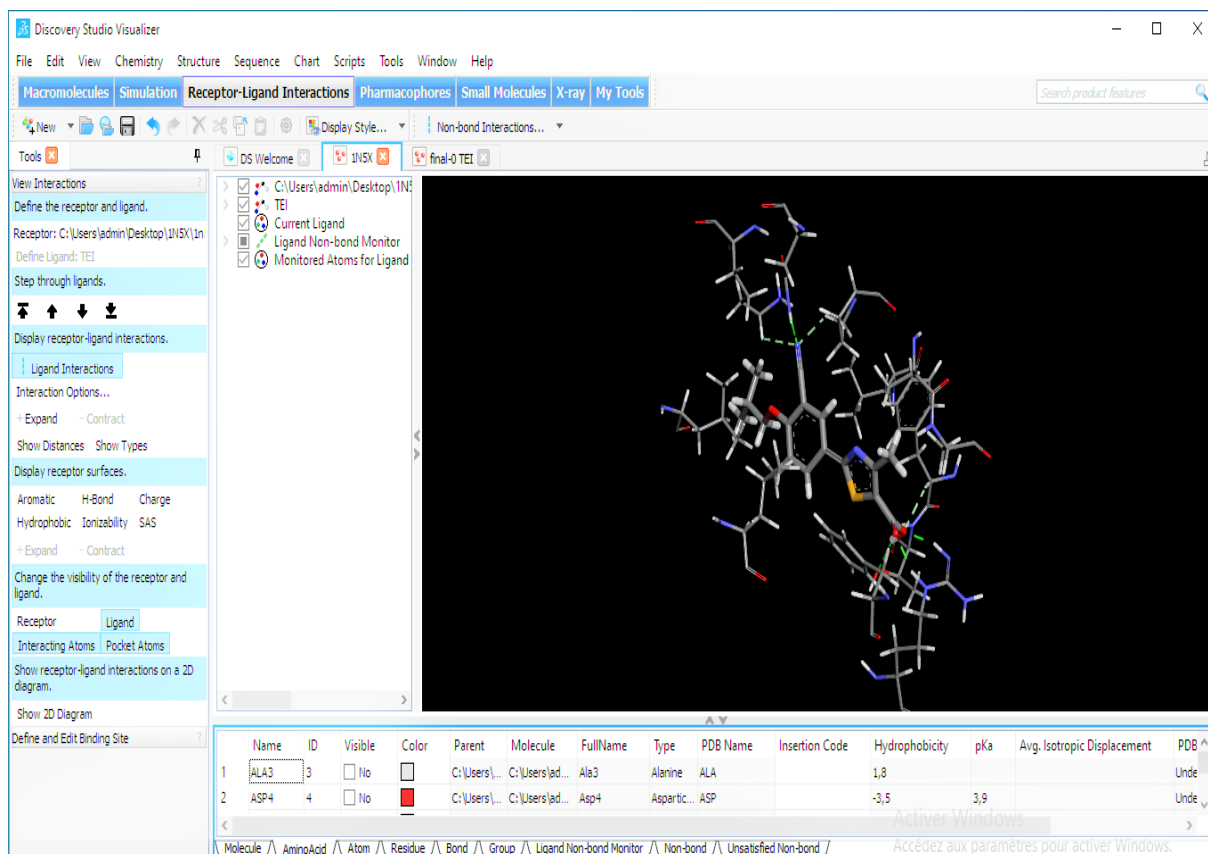 Discovery Studio Visualizer
File Edit View Chemistry Structure Sequence Chart Scripts Tools Window Help
Macromolecules Simulation Receptor-Ligand Interactions Pharmacophores Small Molecules X-ray My Tools Search product features
New Display Style... Non-bond Interactions...
Tools DS Welcome 1N5X final-0 TEI
View Interactions ?
Define the receptor and ligand.
Receptor: C:\Users\admin\Desktop\1N5X\1n
Define Ligand: TEI
Step through ligands.
Display receptor-ligand interactions.
Ligand Interactions
Interaction Options...
+Expand -Contract
Show Distances Show Types
Display receptor surfaces.
Aromatic H-Bond Charge
Hydrophobic Ionizability SAS
+Expand -Contract
Change the visibility of the receptor and
ligand.
Receptor Ligand
Interacting Atoms Pocket Atoms
Show receptor-ligand interactions on a 2D
diagram.
Show 2D Diagram
Define and Edit Binding Site ?
C:\Users\admin\Desktop\1N5
TEI
Current Ligand
Ligand Non-bond Monitor
Monitored Atoms for Ligand
Name ID Visible Color Parent Molecule FullName Type PDB Name Insertion Code Hydrophobicity pKa Avg. Isotropic Displacement PDB
1 ALA3 3 No C:\Users\... C:\Users\ad... Ala3 Alanine ALA 1,8 Unde
2 ASP4 4 No C:\Users\... C:\Users\ad... Asp4 Aspartic... ASP -3,5 3,9 Unde
Activer Windows
Accédez aux paramètres pour activer Windows.
Molecule AminoAcid Atom Residue Bond Group Ligand Non-bond Monitor Non-bond Unsatisfied Non-bond